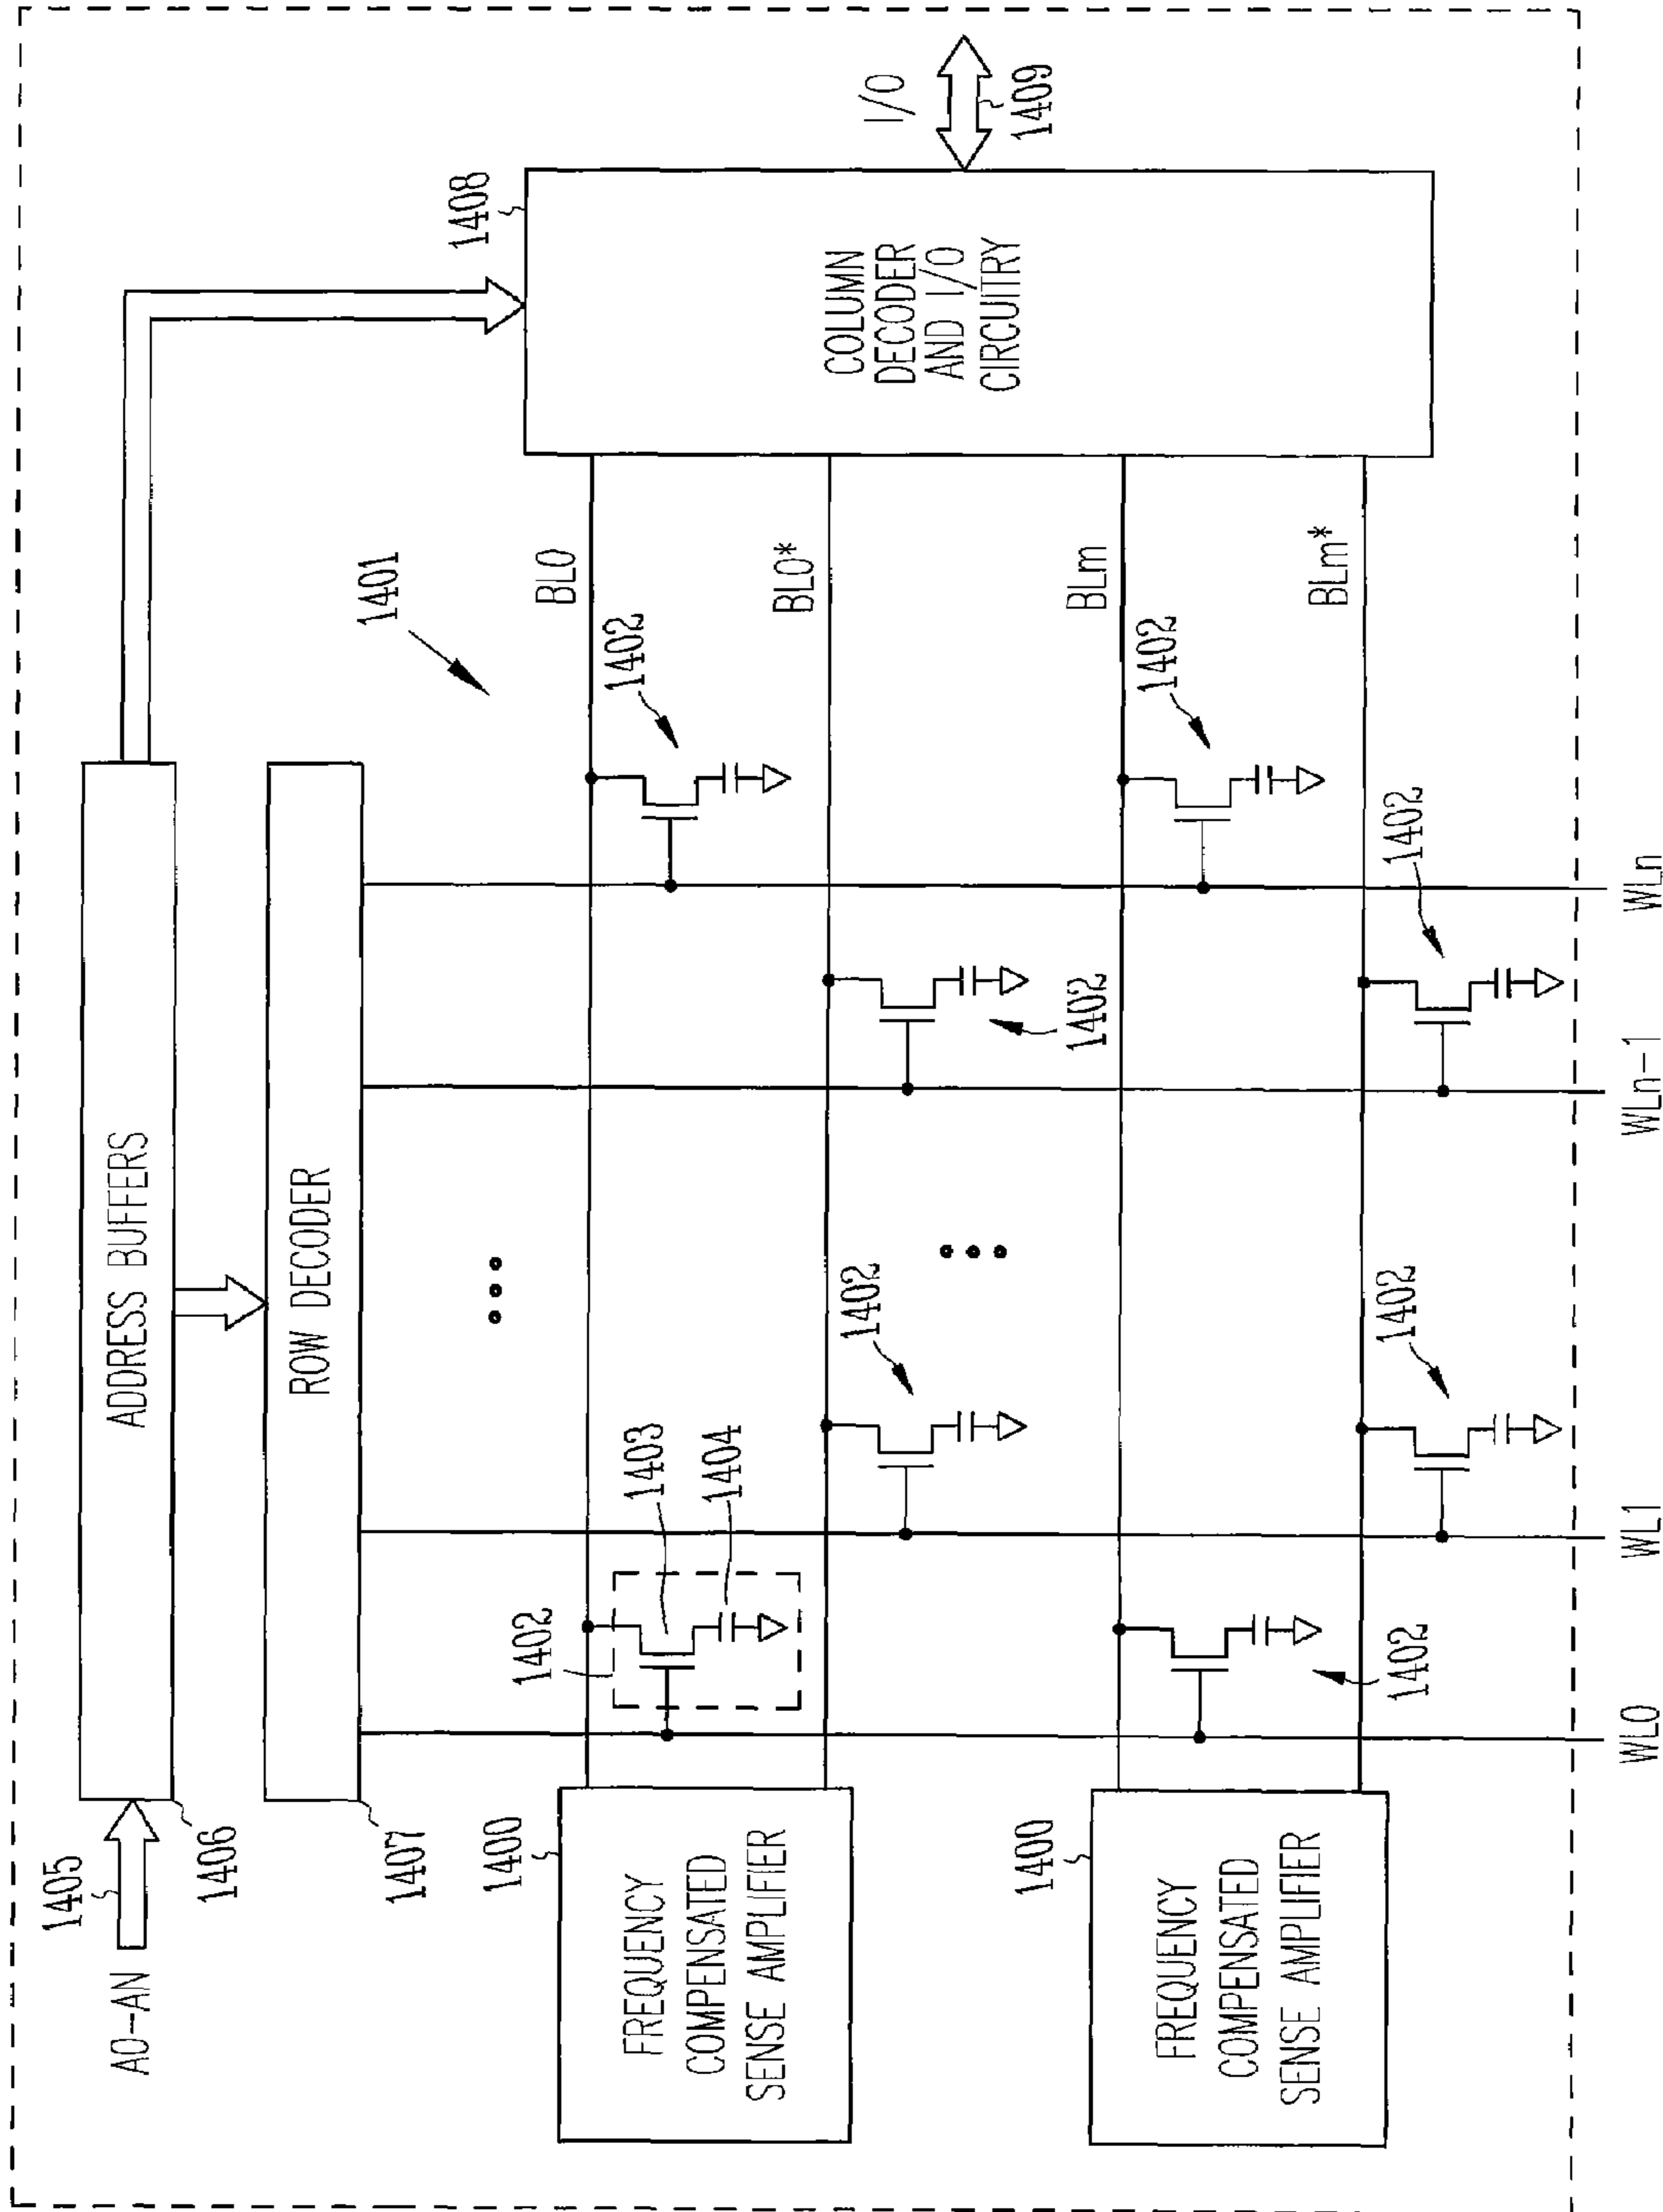 A0-AN
1405
ADDRESS BUFFERS
1406
ROW DECODER
1407
1408
COLUMN
DECODER
AND I/O
CIRCUITRY
I/O
1409
1401
1400
FREQUENCY
COMPENSATED
SENSE AMPLIFIER
1402
1403
1404
BL0
1402
1402
1402
BL0*
1400
FREQUENCY
COMPENSATED
SENSE AMPLIFIER
1402
BLm
1402
1402
1402
BLm*
WL0
WL1
WLn-1
WLn